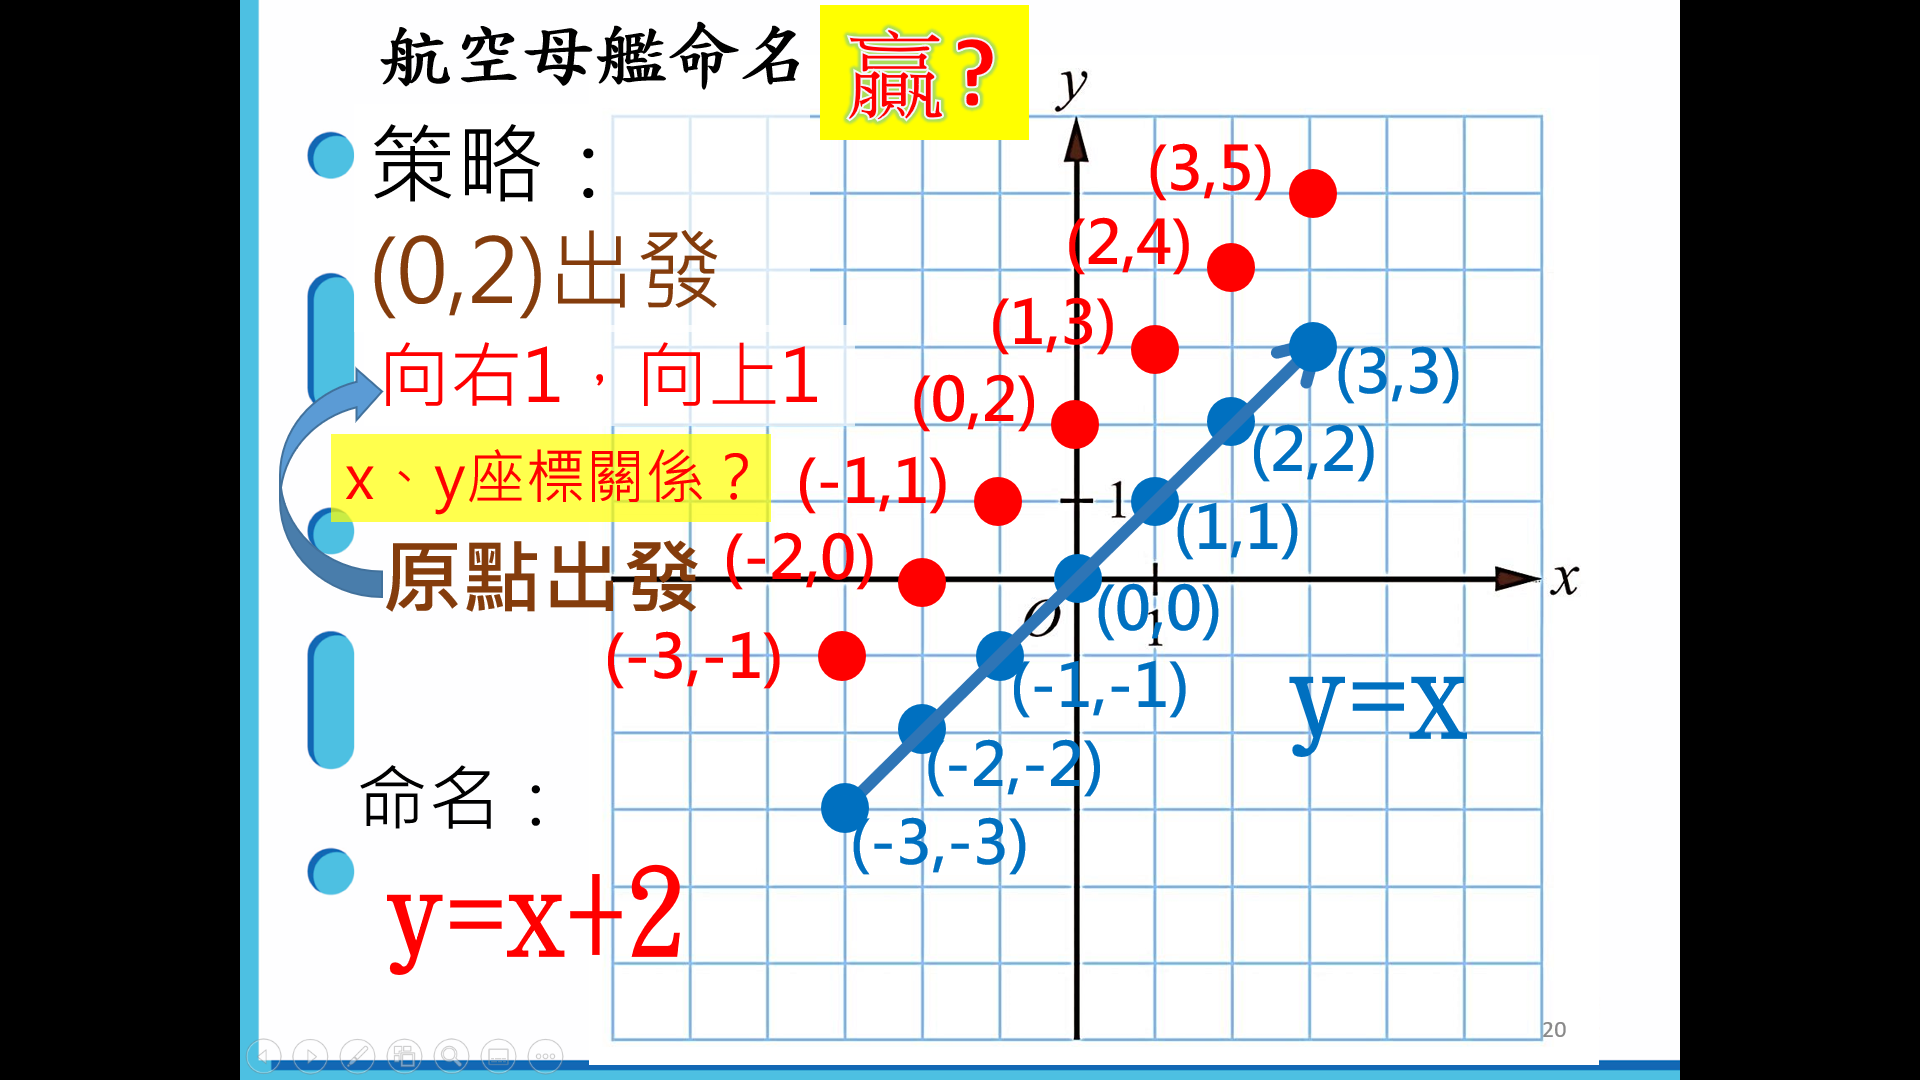 航空母艦命名
贏?
策略：
(0,2)出發
向右1，向上1
x、y座標關係？
原點出發
命名：
y=x+2
y
(3,5)
(2,4)
(1,3)
(0,2)
(-1,1)
(-2,0)
(-3,-1)
(3,3)
(2,2)
1
(1,1)
x
O
(0,0)
1
(-1,-1)
y=x
(-2,-2)
(-3,-3)
20